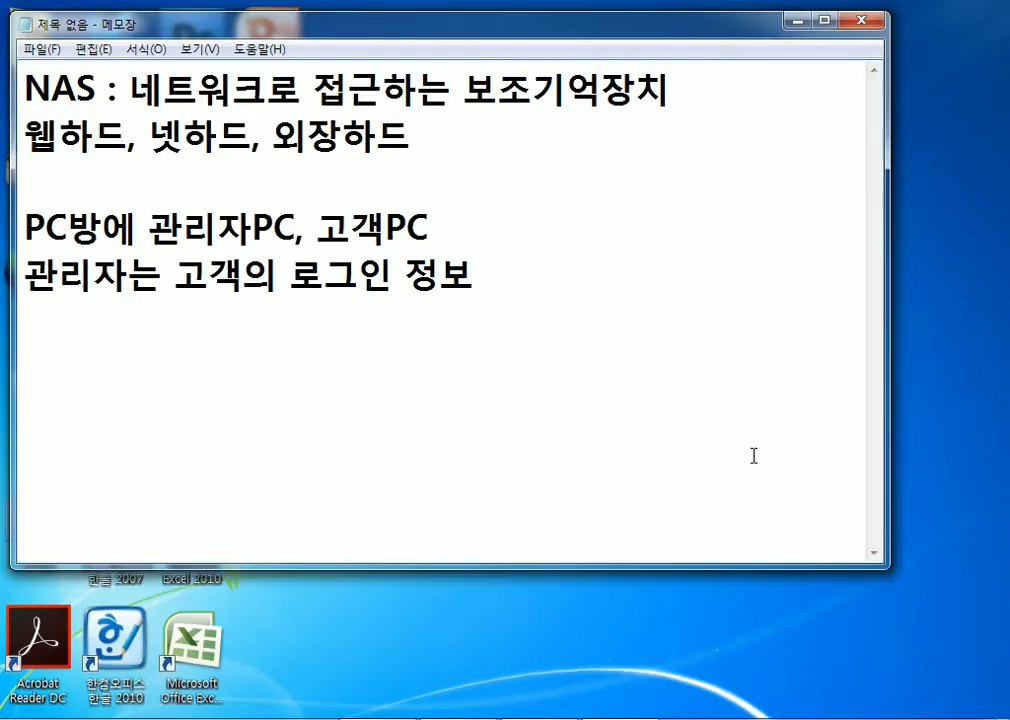 제목 없음 - 메모장
파일(F) 편집(E) 서식(O) 보기(V) 도움말(H)
NAS : 네트워크로 접근하는 보조기억장치
웹하드, 넷하드, 외장하드
PC방에 관리자PC, 고객PC
관리자는 고객의 로그인 정보
한글 2007
Excel 2010
Acrobat
Reader DC
한컴오피스
한글 2010
Microsoft
Office Exc...